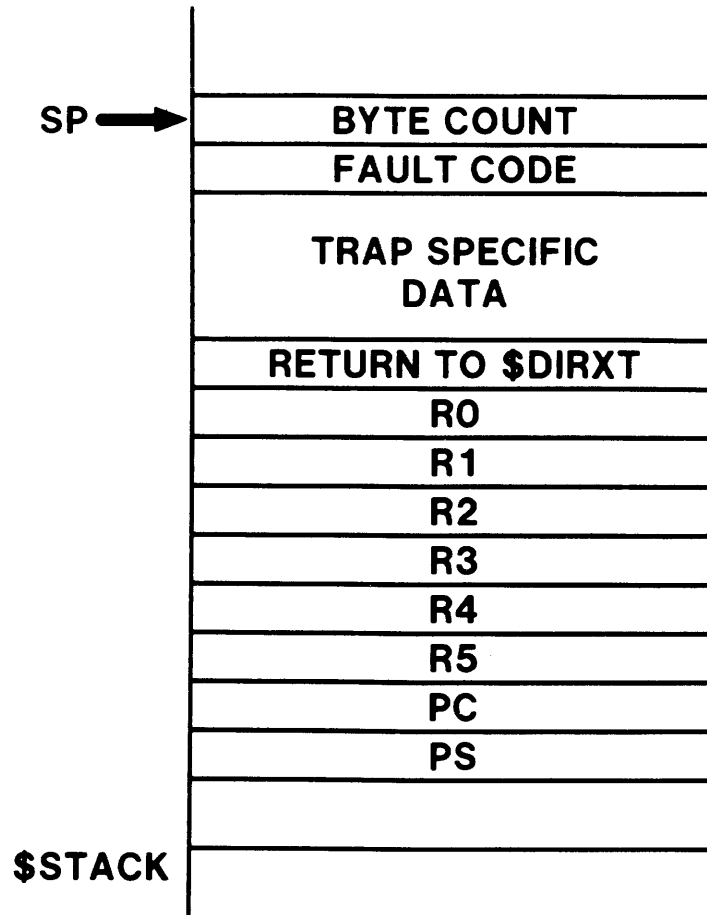 SP
BYTE COUNT
FAULT CODE
TRAP SPECIFIC
DATA
RETURN TO $DIRXT
R0
R1
R2
R3
R4
R5
PC
PS
$STACK